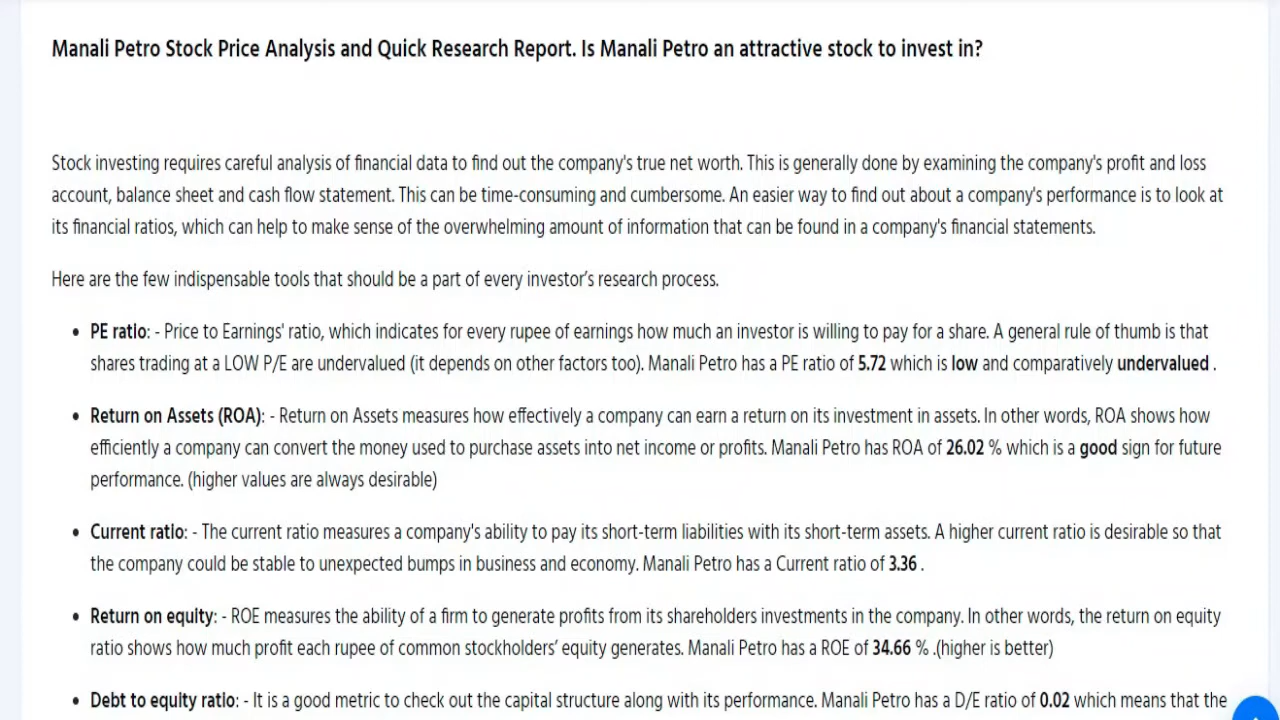 Manali Petro Stock Price Analysis and Quick Research Report. Is Manali Petro an attractive stock to invest in?
Stock investing requires careful analysis of financial data to find out the company's true net worth. This is generally done by examining the company's profit and loss
account, balance sheet and cash flow statement. This can be time-consuming and cumbersome. An easier way to find out about a company's performance is to look at
its financial ratios, which can help to make sense of the overwhelming amount of information that can be found in a company's financial statements.
Here are the few indispensable tools that should be a part of every investor's research process.
• PE ratio: - Price to Earnings' ratio, which indicates for every rupee of earnings how much an investor is willing to pay for a share. A general rule of thumb is that
shares trading at a LOW P/E are undervalued (it depends on other factors too). Manali Petro has a PE ratio of 5.72 which is low and comparatively undervalued .
• Return on Assets (ROA): - Return on Assets measures how effectively a company can earn a return on its investment in assets. In other words, ROA shows how
efficiently a company can convert the money used to purchase assets into net income or profits. Manali Petro has ROA of 26.02 % which is a good sign for future
performance. (higher values are always desirable)
• Current ratio: - The current ratio measures a company's ability to pay its short-term liabilities with its short-term assets. A higher current ratio is desirable so that
the company could be stable to unexpected bumps in business and economy. Manali Petro has a Current ratio of 3.36 .
• Return on equity: - ROE measures the ability of a firm to generate profits from its shareholders investments in the company. In other words, the return on equity
ratio shows how much profit each rupee of common stockholders’ equity generates. Manali Petro has a ROE of 34.66 % .(higher is better)
• Debt to equity ratio: - It is a good metric to check out the capital structure along with its performance. Manali Petro has a D/E ratio of 0.02 which means that the